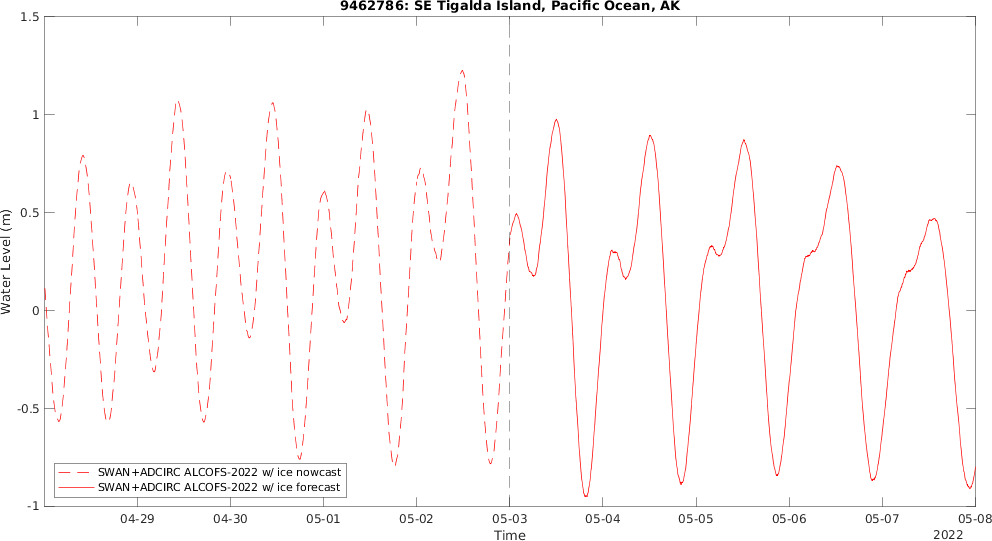 9462786: SE Tigalda Island, Pacific Ocean, AK
1.5
1
0.5
0
-0.5
-1
Water Level (m)
SWAN+ADCIRC ALCOFS-2022 w/ ice nowcast
SWAN+ADCIRC ALCOFS-2022 w/ ice forecast
04-29 04-30 05-01 05-02 05-03 05-04 05-05 05-06 05-07 05-08
Time
2022